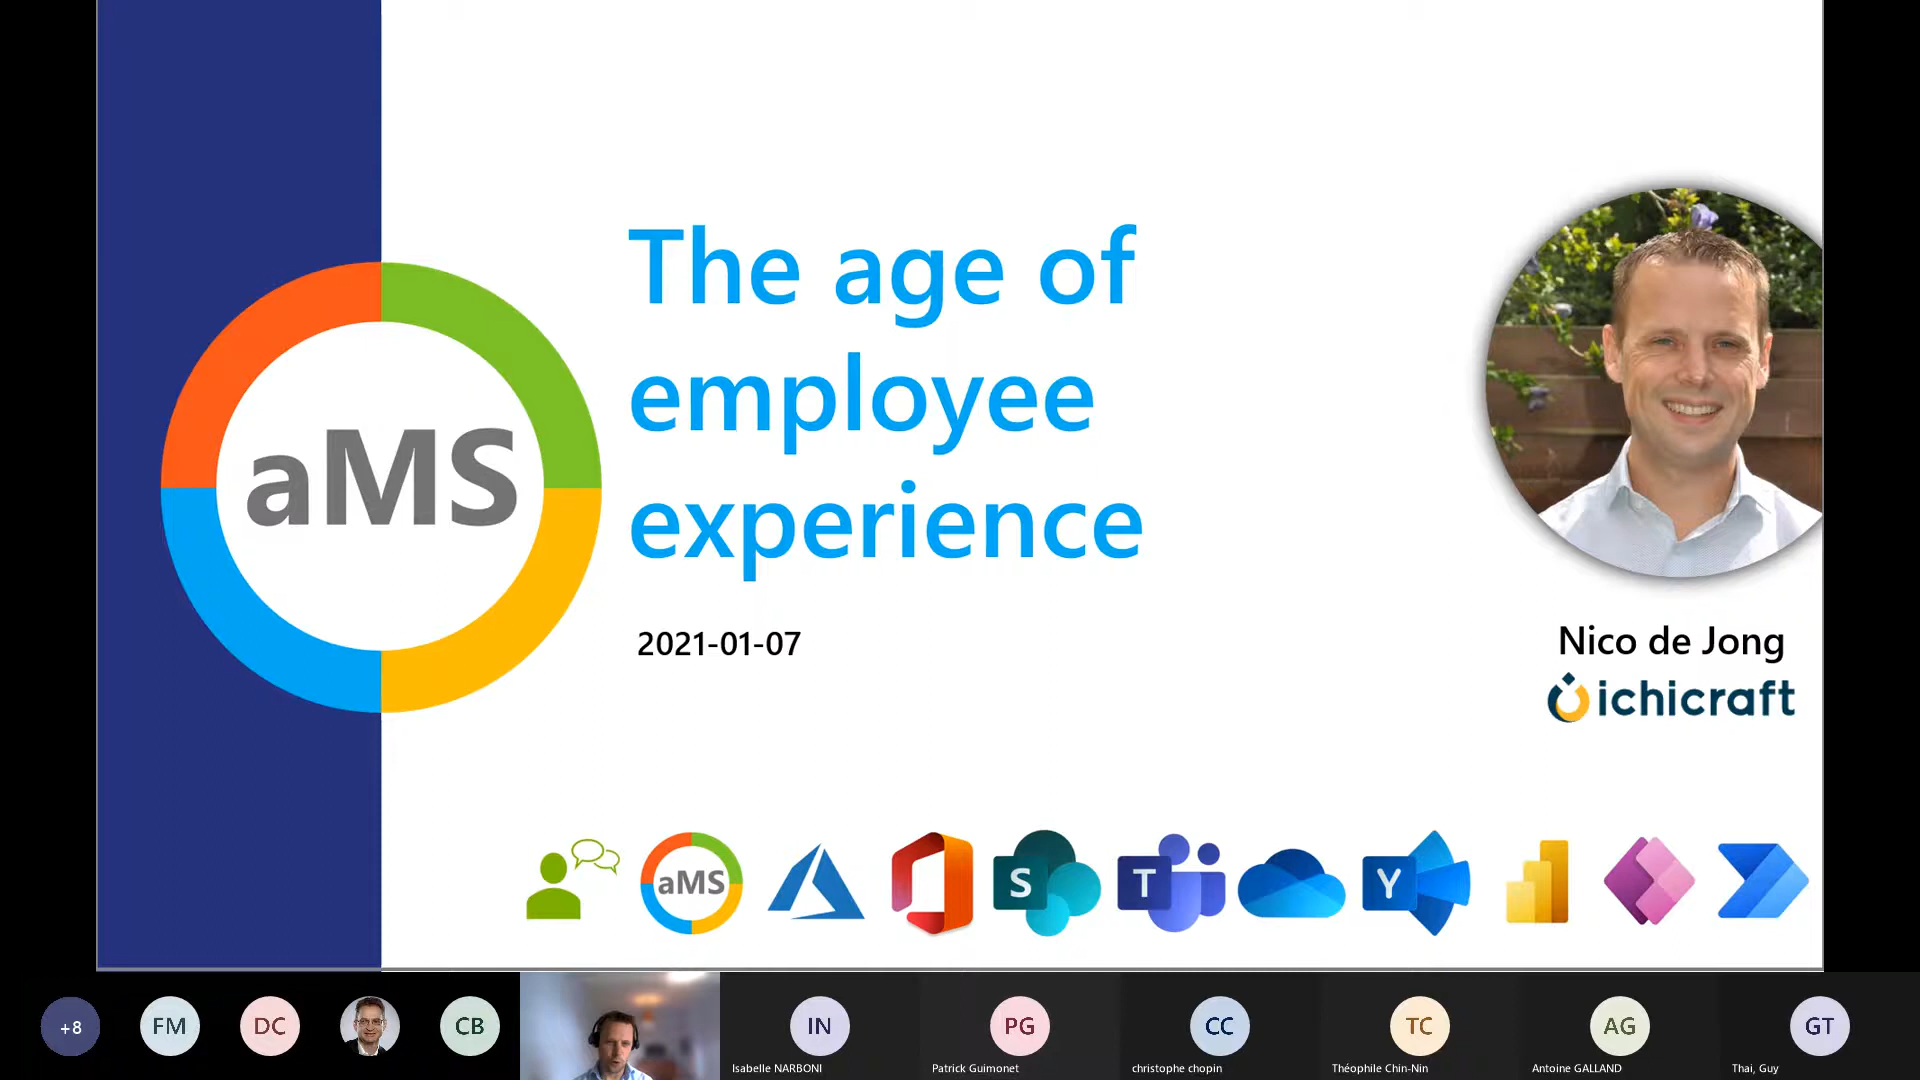 The age of
employee
experience
aMS
2021-01-07
Nico de Jong
ichicraft
aMS
S
T
Y
+8
FM
DC
CB
IN
PG
CC
TC
AG
GT
Isabelle NARBONI
Patrick Guimonet
christophe chopin
Théophile Chin-Nin
Antoine GALLAND
Thai, Guy